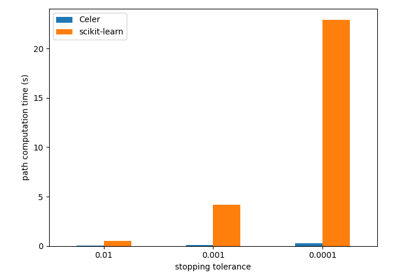 Celer
scikit-learn
path computation time (s)
20
15
10
5
0
0.01 0.001 0.0001
stopping tolerance